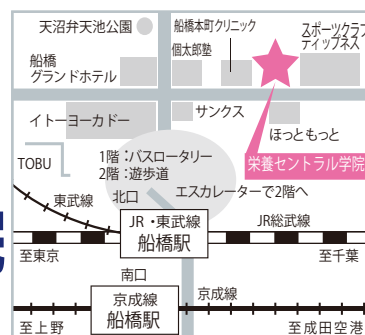 天沼弁天池公園
船橋本町クリニック
個太郎塾
スポーツクラブ
ティップネス
船橋
グランドホテル
サンクス
イトーヨーカドー
ほっともっと
TOBU
1階：バスロータリー
2階：遊歩道
栄養セントラル学院
北口
エスカレーターで2階へ
東武線
JR・東武線
船橋駅
JR総武線
至東京
至千葉
南口
京成線
船橋駅
京成線
至上野
至成田空港